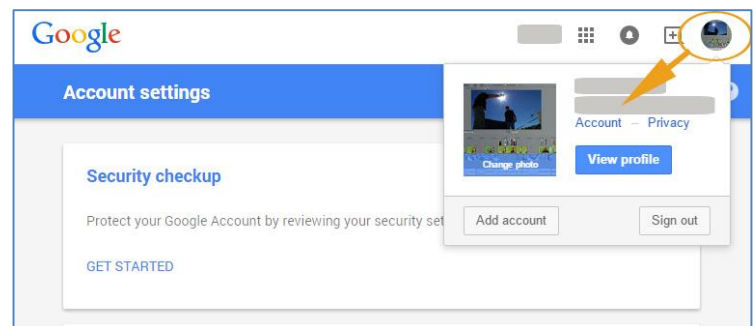 Google
Account settings
Account – Privacy
Change photo
View profile
Security checkup
Protect your Google Account by reviewing your security set
Add account
Sign out
GET STARTED